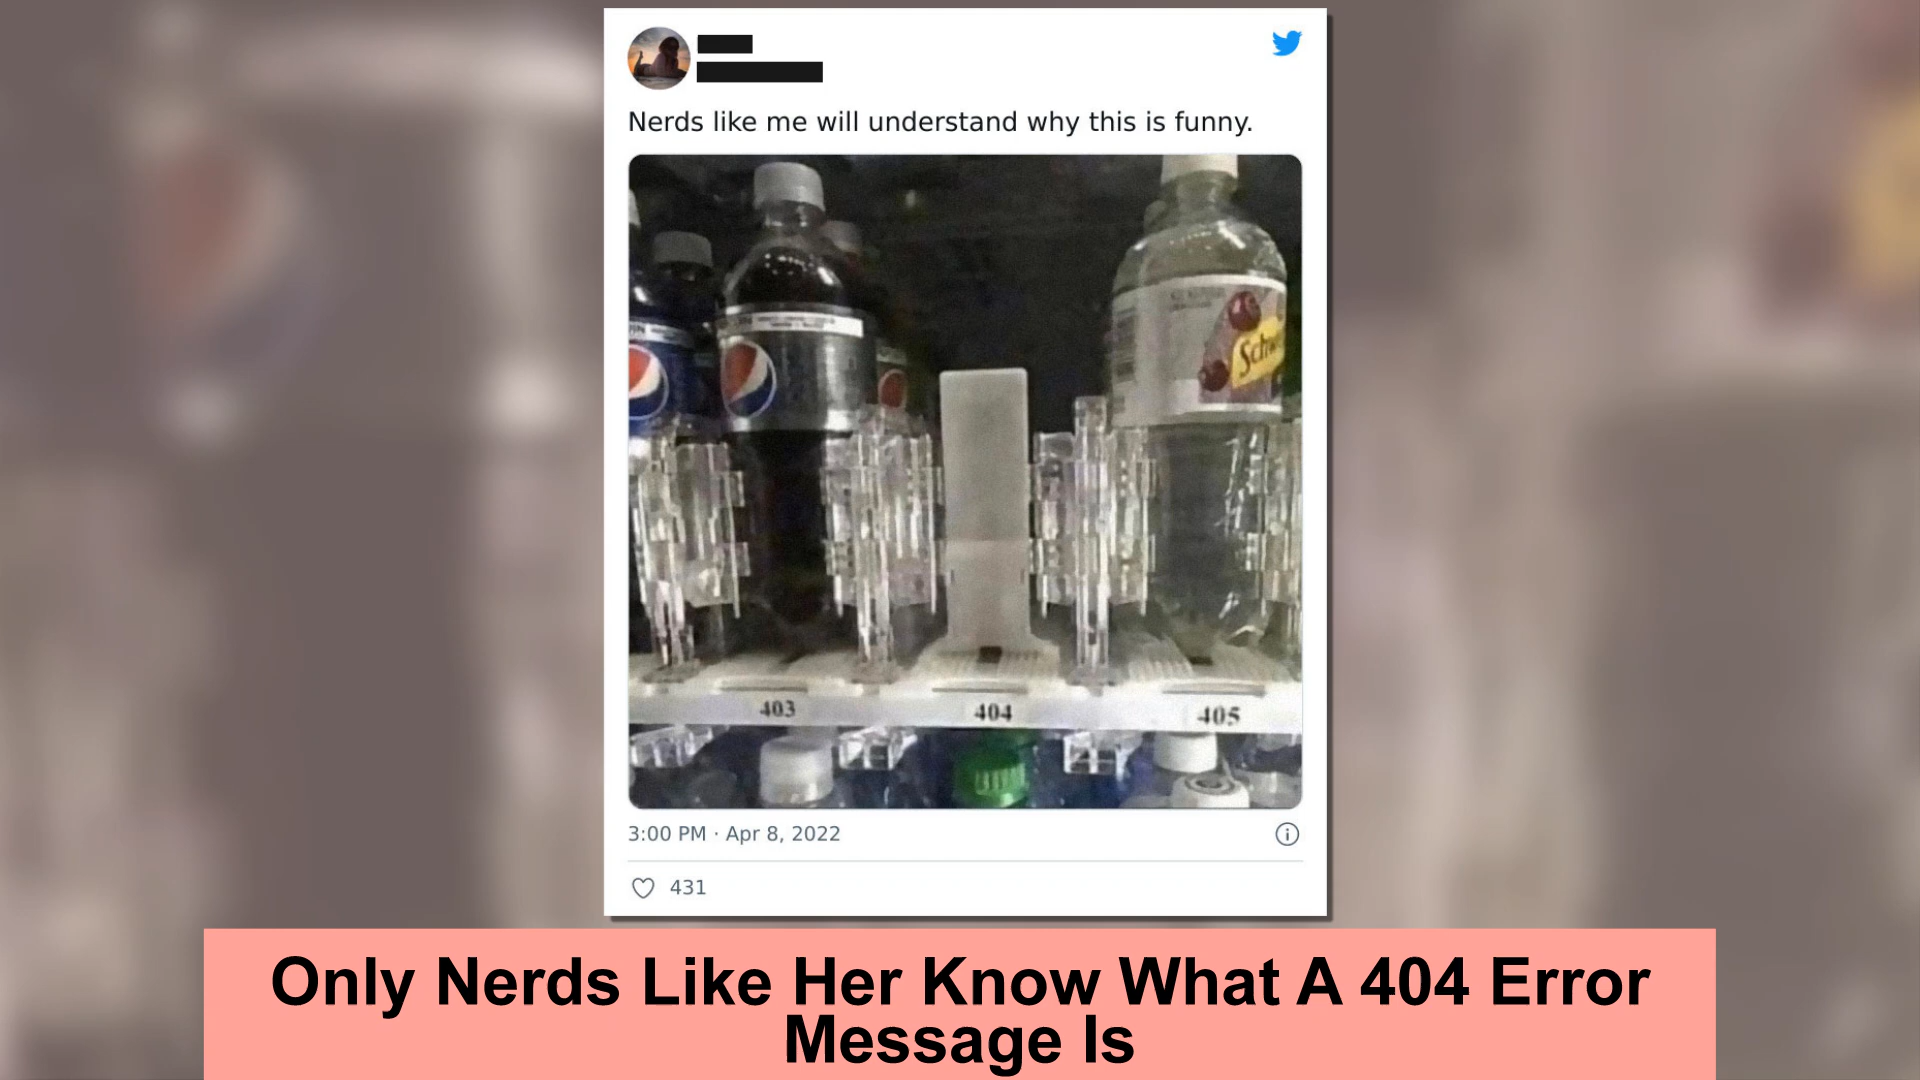 Nerds like me will understand why this is funny.
403
404
405
3:00 PM · Apr 8, 2022
431
Only Nerds Like Her Know What A 404 Error
Message Is